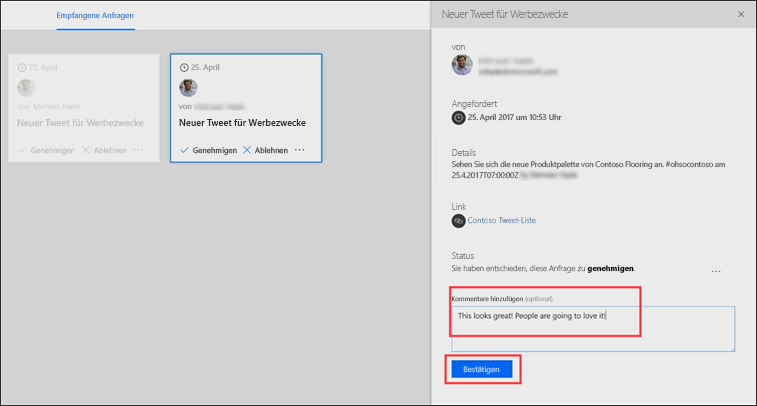 Empfangene Anfragen
25. April
von Merwan Hade
Neuer Tweet für Werbezwecke
Genehmigen Ablehnen ...
25. April
von
Neuer Tweet für Werbezwecke
Genehmigen Ablehnen ...
Neuer Tweet für Werbezwecke
von
Angefordert
25. April 2017 um 10:53 Uhr
Details
Sehen Sie sich die neue Produktpalette von Contoso Flooring an. #ohsocontoso am
25.4.2017T07:00:00Z
Link
Contoso Tweet-Liste
Status
Sie haben entschieden, diese Anfrage zu genehmigen.
...
Kommentare hinzufügen (optional)
This looks great! People are going to love it!
Bestätigen